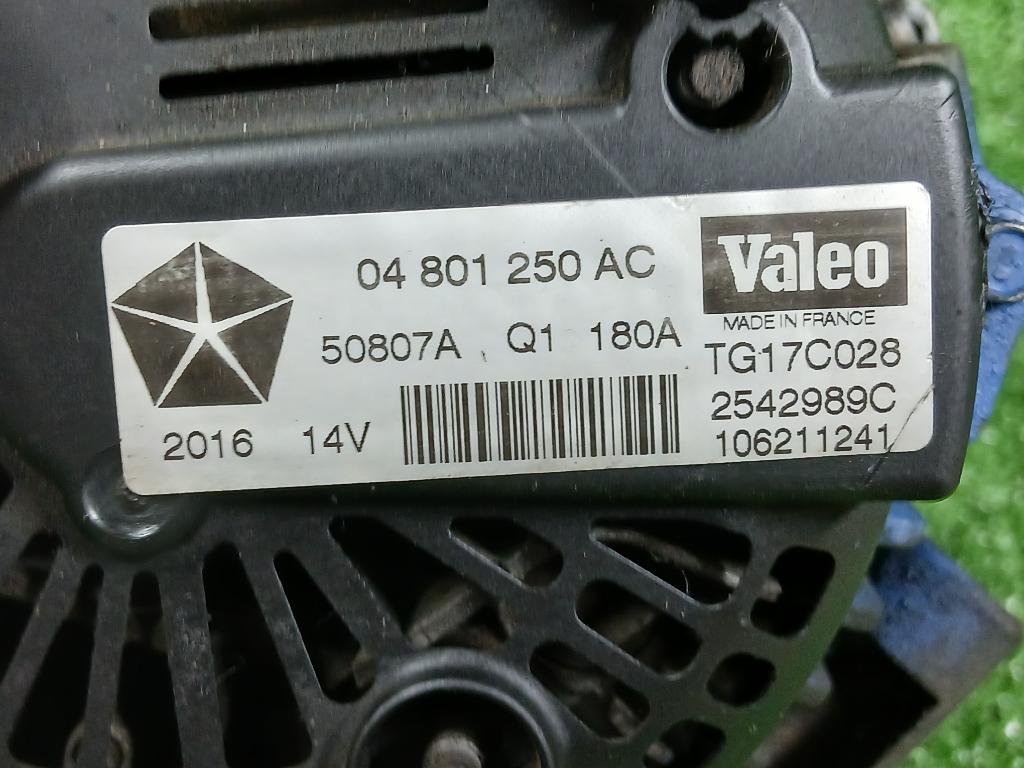 04 801 250 AC
50807A Q1 180A
2016 14V
Valeo
MADE IN FRANCE
TG17C028
2542989C
106211241